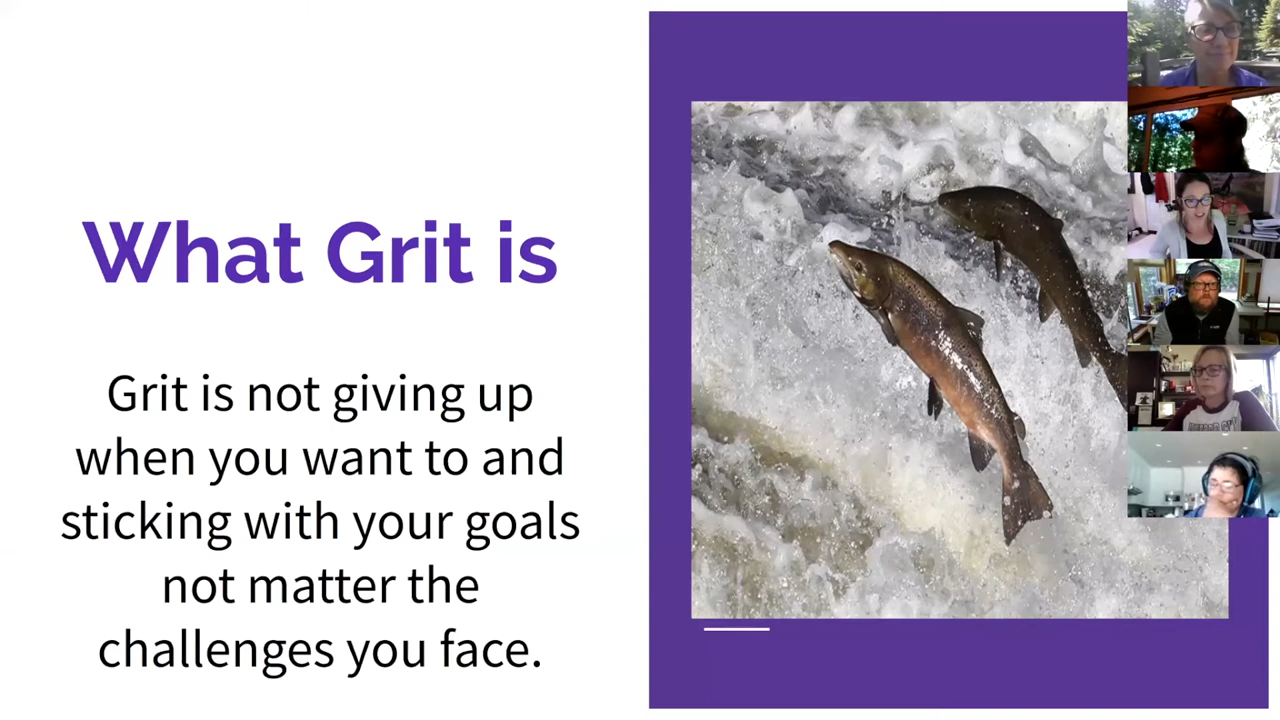 What Grit is
Grit is not giving up
when you want to and
sticking with your goals
not matter the
challenges you face.